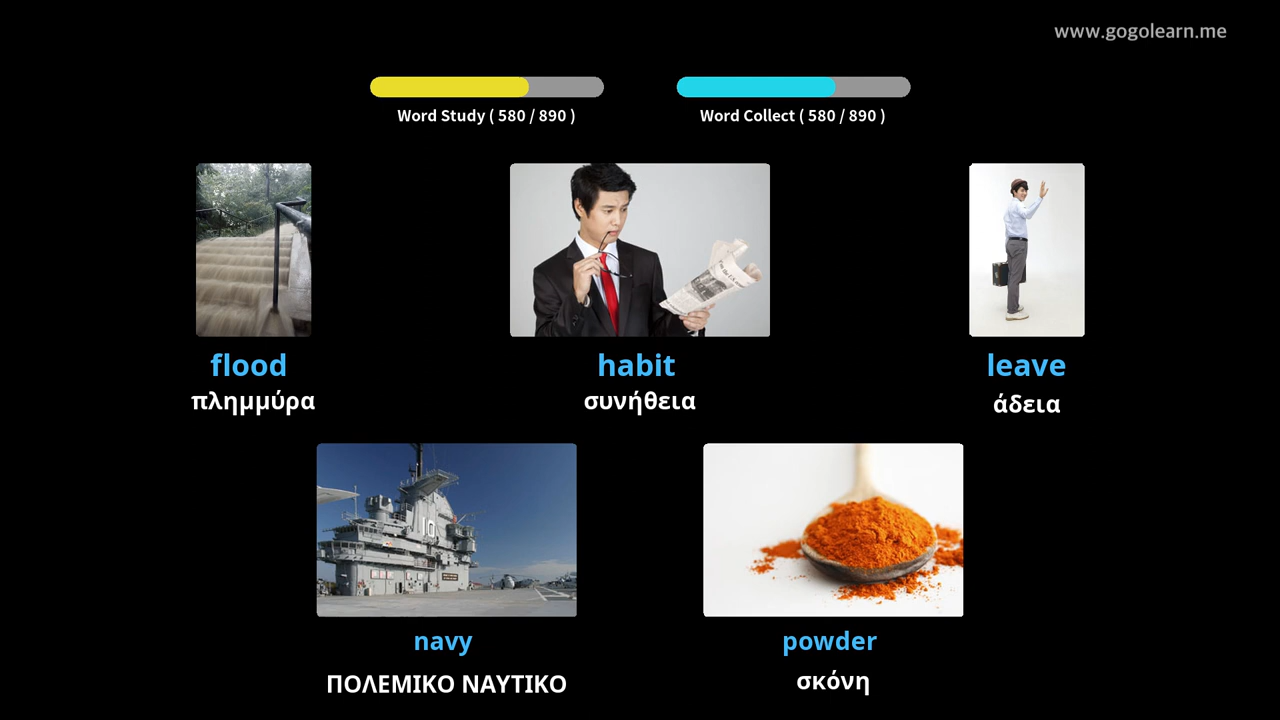 www.gogolearn.me
Word Study ( 580 / 890 )
Word Collect ( 580 / 890 )
flood
habit
leave
πλημμύρα
συνήθεια
άδεια
navy
powder
ΠΟΛΕΜΙΚΟ ΝΑΥΤΙΚΟ
σκόνη